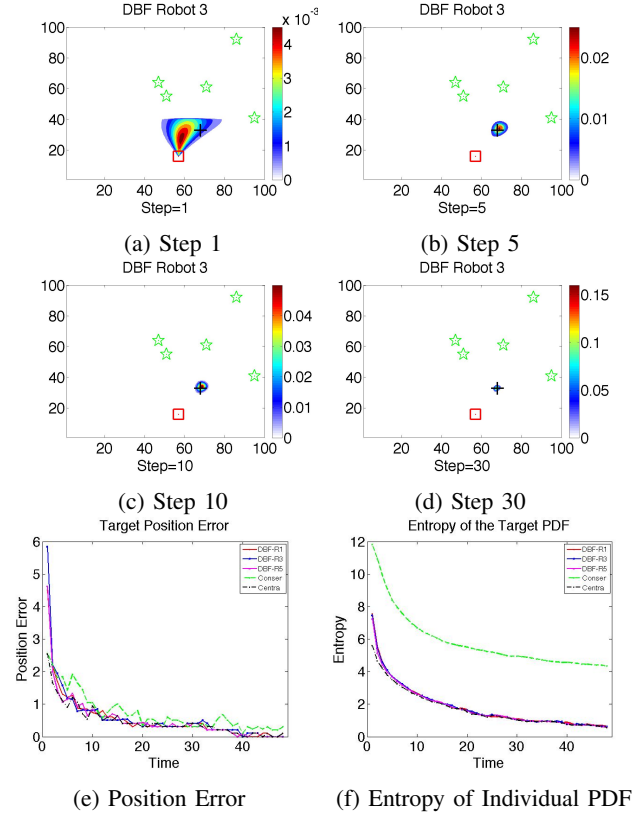 DBF Robot 3
x 10⁻³
100
80
60
40
20
0 20 40 60 80 100
Step=1
4
3
2
1
0
(a) Step 1
DBF Robot 3
100
80
60
40
20
0 20 40 60 80 100
Step=5
0.02
0.01
0
(b) Step 5
DBF Robot 3
100
80
60
40
20
0 20 40 60 80 100
Step=10
0.04
0.03
0.02
0.01
0
(c) Step 10
DBF Robot 3
100
80
60
40
20
0 20 40 60 80 100
Step=30
0.15
0.1
0.05
0
(d) Step 30
Target Position Error
Position Error
6
5
4
3
2
1
0
0 10 20 30 40
Time
DBF-R1
DBF-R3
DBF-R5
Conser
Centra
(e) Position Error
Entropy of the Target PDF
Entropy
12
10
8
6
4
2
0
0 10 20 30 40
Time
DBF-R1
DBF-R3
DBF-R5
Conser
Centra
(f) Entropy of Individual PDF